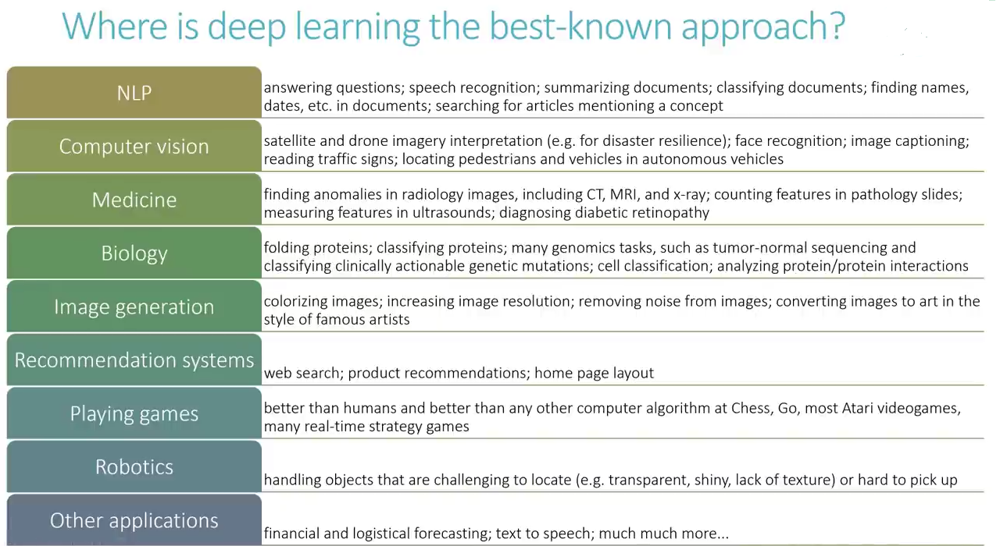 Where is deep learning the best-known approach?
NLP
answering questions; speech recognition; summarizing documents; classifying documents; finding names,
dates, etc. in documents; searching for articles mentioning a concept
Computer vision
satellite and drone imagery interpretation (e.g. for disaster resilience); face recognition; image captioning;
reading traffic signs; locating pedestrians and vehicles in autonomous vehicles
Medicine
finding anomalies in radiology images, including CT, MRI, and x-ray; counting features in pathology slides;
measuring features in ultrasounds; diagnosing diabetic retinopathy
Biology
folding proteins; classifying proteins; many genomics tasks, such as tumor-normal sequencing and
classifying clinically actionable genetic mutations; cell classification; analyzing protein/protein interactions
Image generation
colorizing images; increasing image resolution; removing noise from images; converting images to art in the
style of famous artists
Recommendation systems
web search; product recommendations; home page layout
Playing games
better than humans and better than any other computer algorithm at Chess, Go, most Atari videogames,
many real-time strategy games
Robotics
handling objects that are challenging to locate (e.g. transparent, shiny, lack of texture) or hard to pick up
Other applications
financial and logistical forecasting; text to speech; much much more...